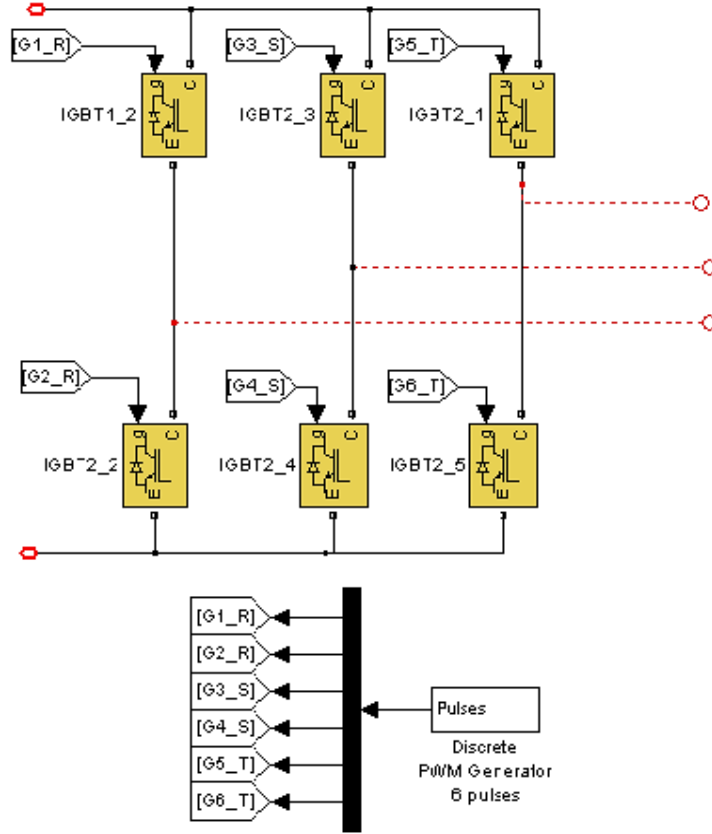 [G1_R]
[G3_S]
[G5_T]
g C E
g C E
g C E
IGBT1_2
IGBT2_3
IGBT2_1
[G2_R]
[G4_S]
[G6_T]
g C E
g C E
g C E
IGBT2_2
IGBT2_4
IGBT2_5
[G1_R]
[G2_R]
[G3_S]
[G4_S]
[G5_T]
[G6_T]
Pulses
Discrete
PWM Generator
6 pulses